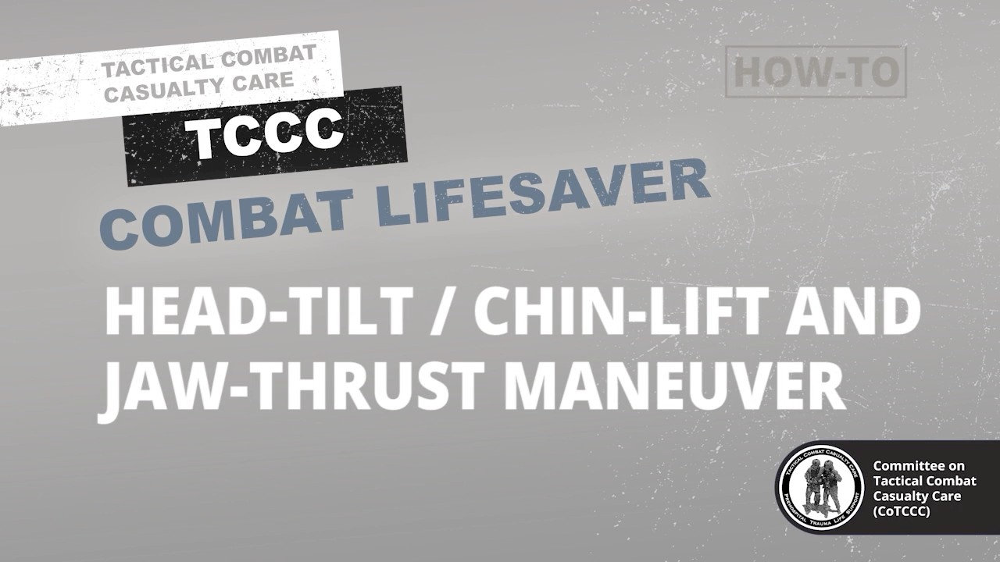 TACTICAL COMBAT
CASUALTY CARE
HOW-TO
TCCC
COMBAT LIFESAVER
HEAD-TILT / CHIN-LIFT AND
JAW-THRUST MANEUVER
TACTICAL COMBAT CASUALTY CARE
PREHOSPITAL TRAUMA LIFE SUPPORT
Committee on
Tactical Combat
Casualty Care
(CoTCCC)